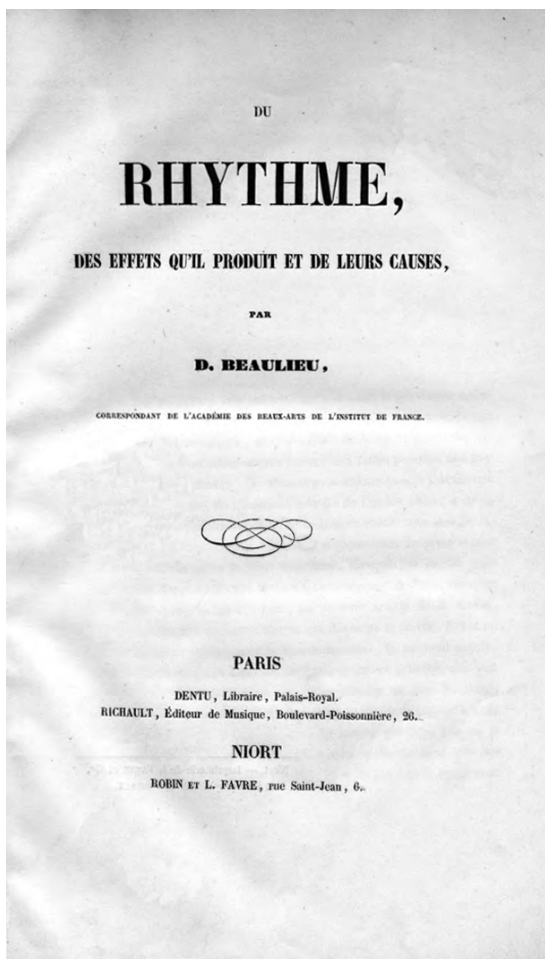 DU
RHYTHME,
DES EFFETS QU'IL PRODUIT ET DE LEURS CAUSES,
PAR
D. BEAULIEU,
CORRESPONDANT DE L'ACADÉMIE DES BEAUX-ARTS DE L'INSTITUT DE FRANCE.
PARIS
DENTU, Libraire, Palais-Royal.
RICHAULT, Éditeur de Musique, Boulevard-Poissonnière, 26.
NIORT
ROBIN ET L. FAVRE, rue Saint-Jean, 6.